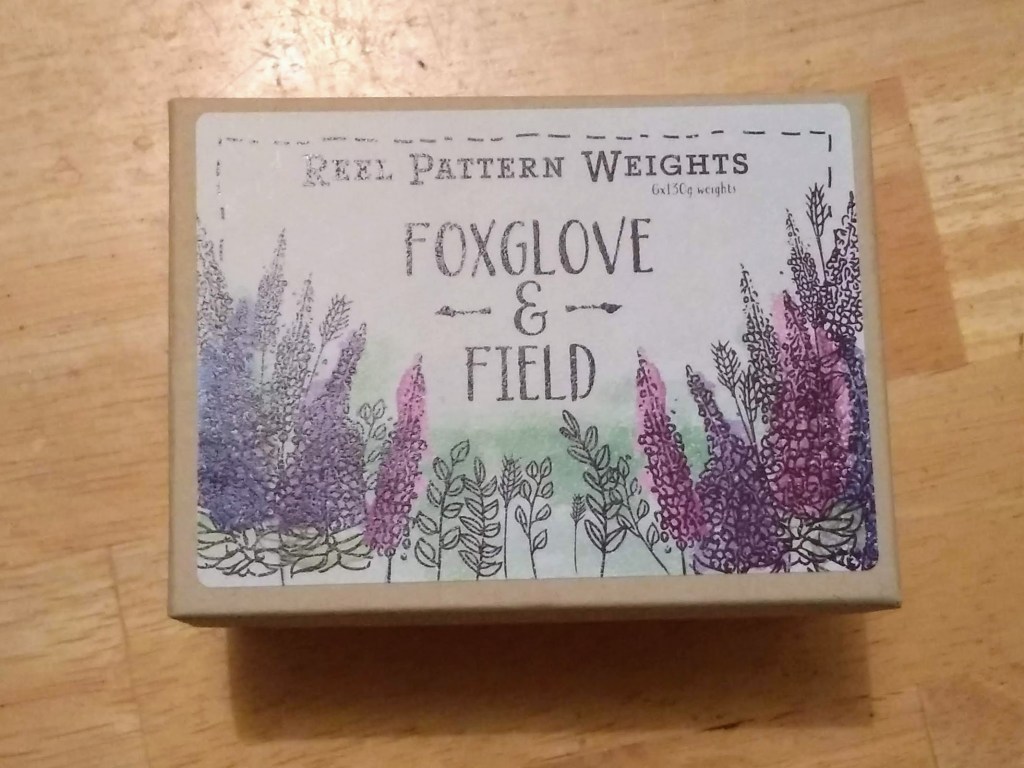 Reel Pattern Weights
6x130g weights
FOXGLOVE
&
FIELD